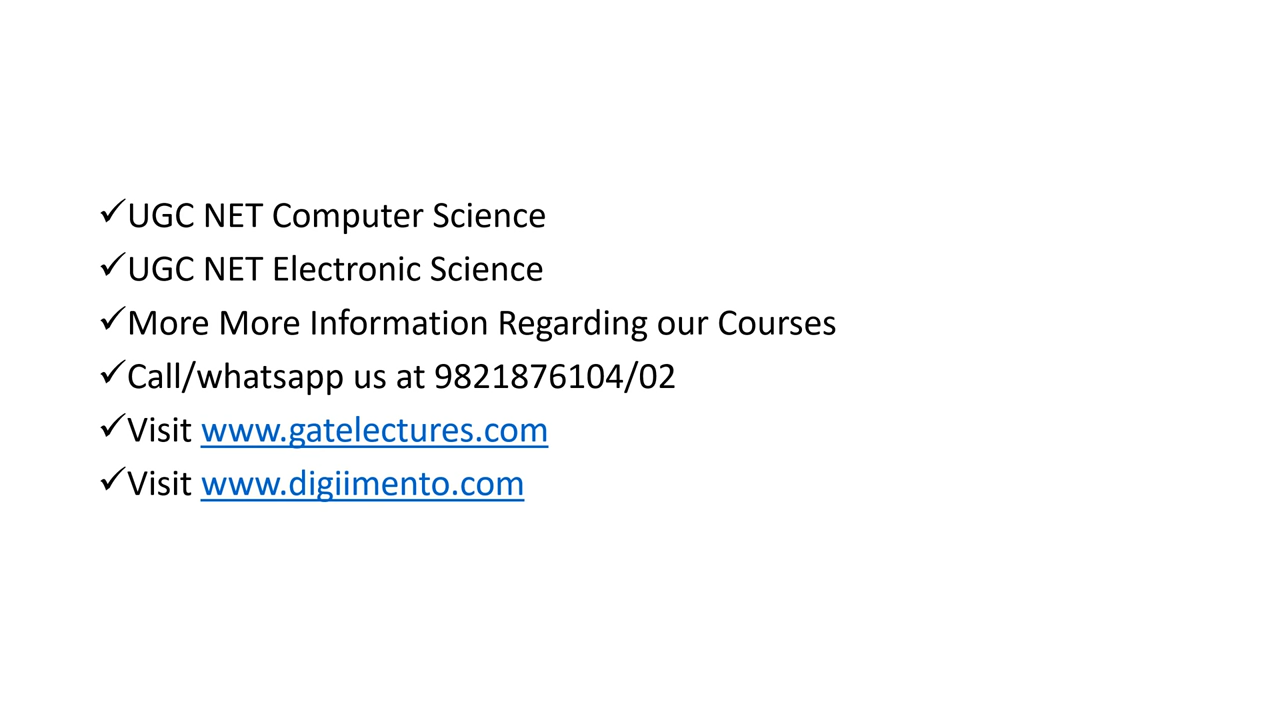 ✓UGC NET Computer Science
✓UGC NET Electronic Science
✓More More Information Regarding our Courses
✓Call/whatsapp us at 9821876104/02
✓Visit www.gatelectures.com
✓Visit www.digiimento.com